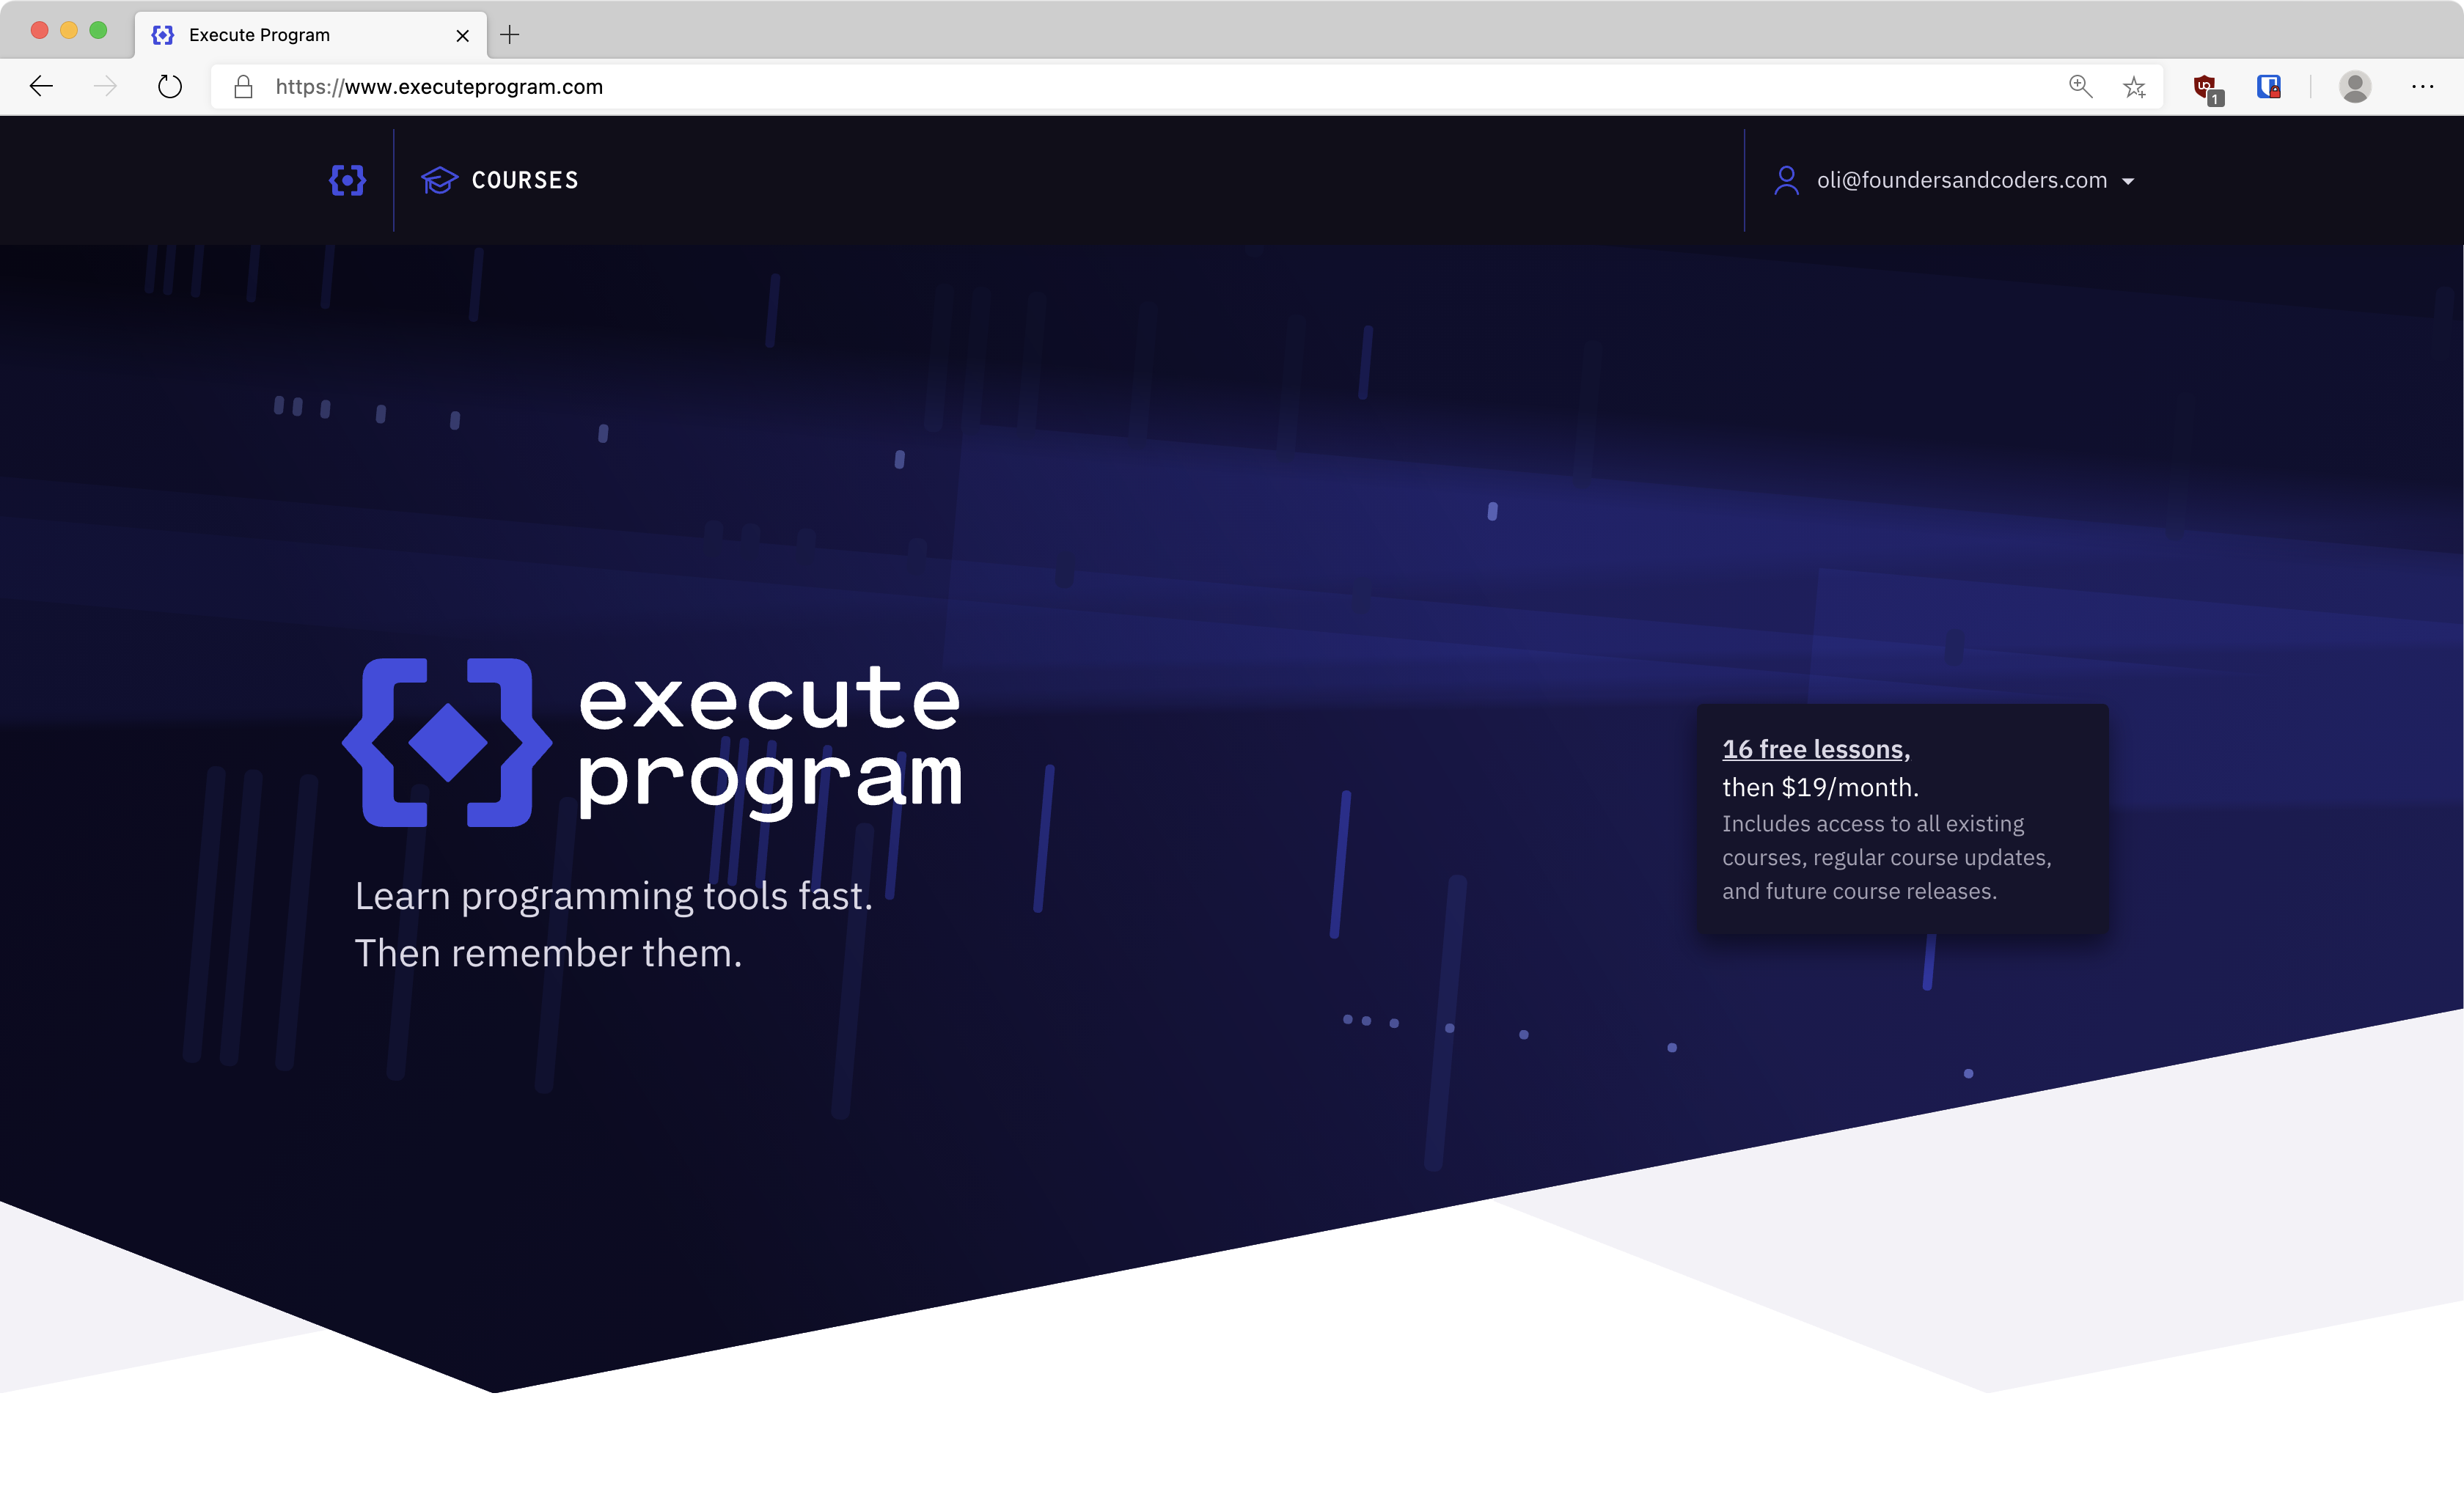 Execute Program
https://www.executeprogram.com
1
COURSES
oli@foundersandcoders.com
execute
program
Learn programming tools fast.
Then remember them.
16 free lessons,
then $19/month.
Includes access to all existing
courses, regular course updates,
and future course releases.